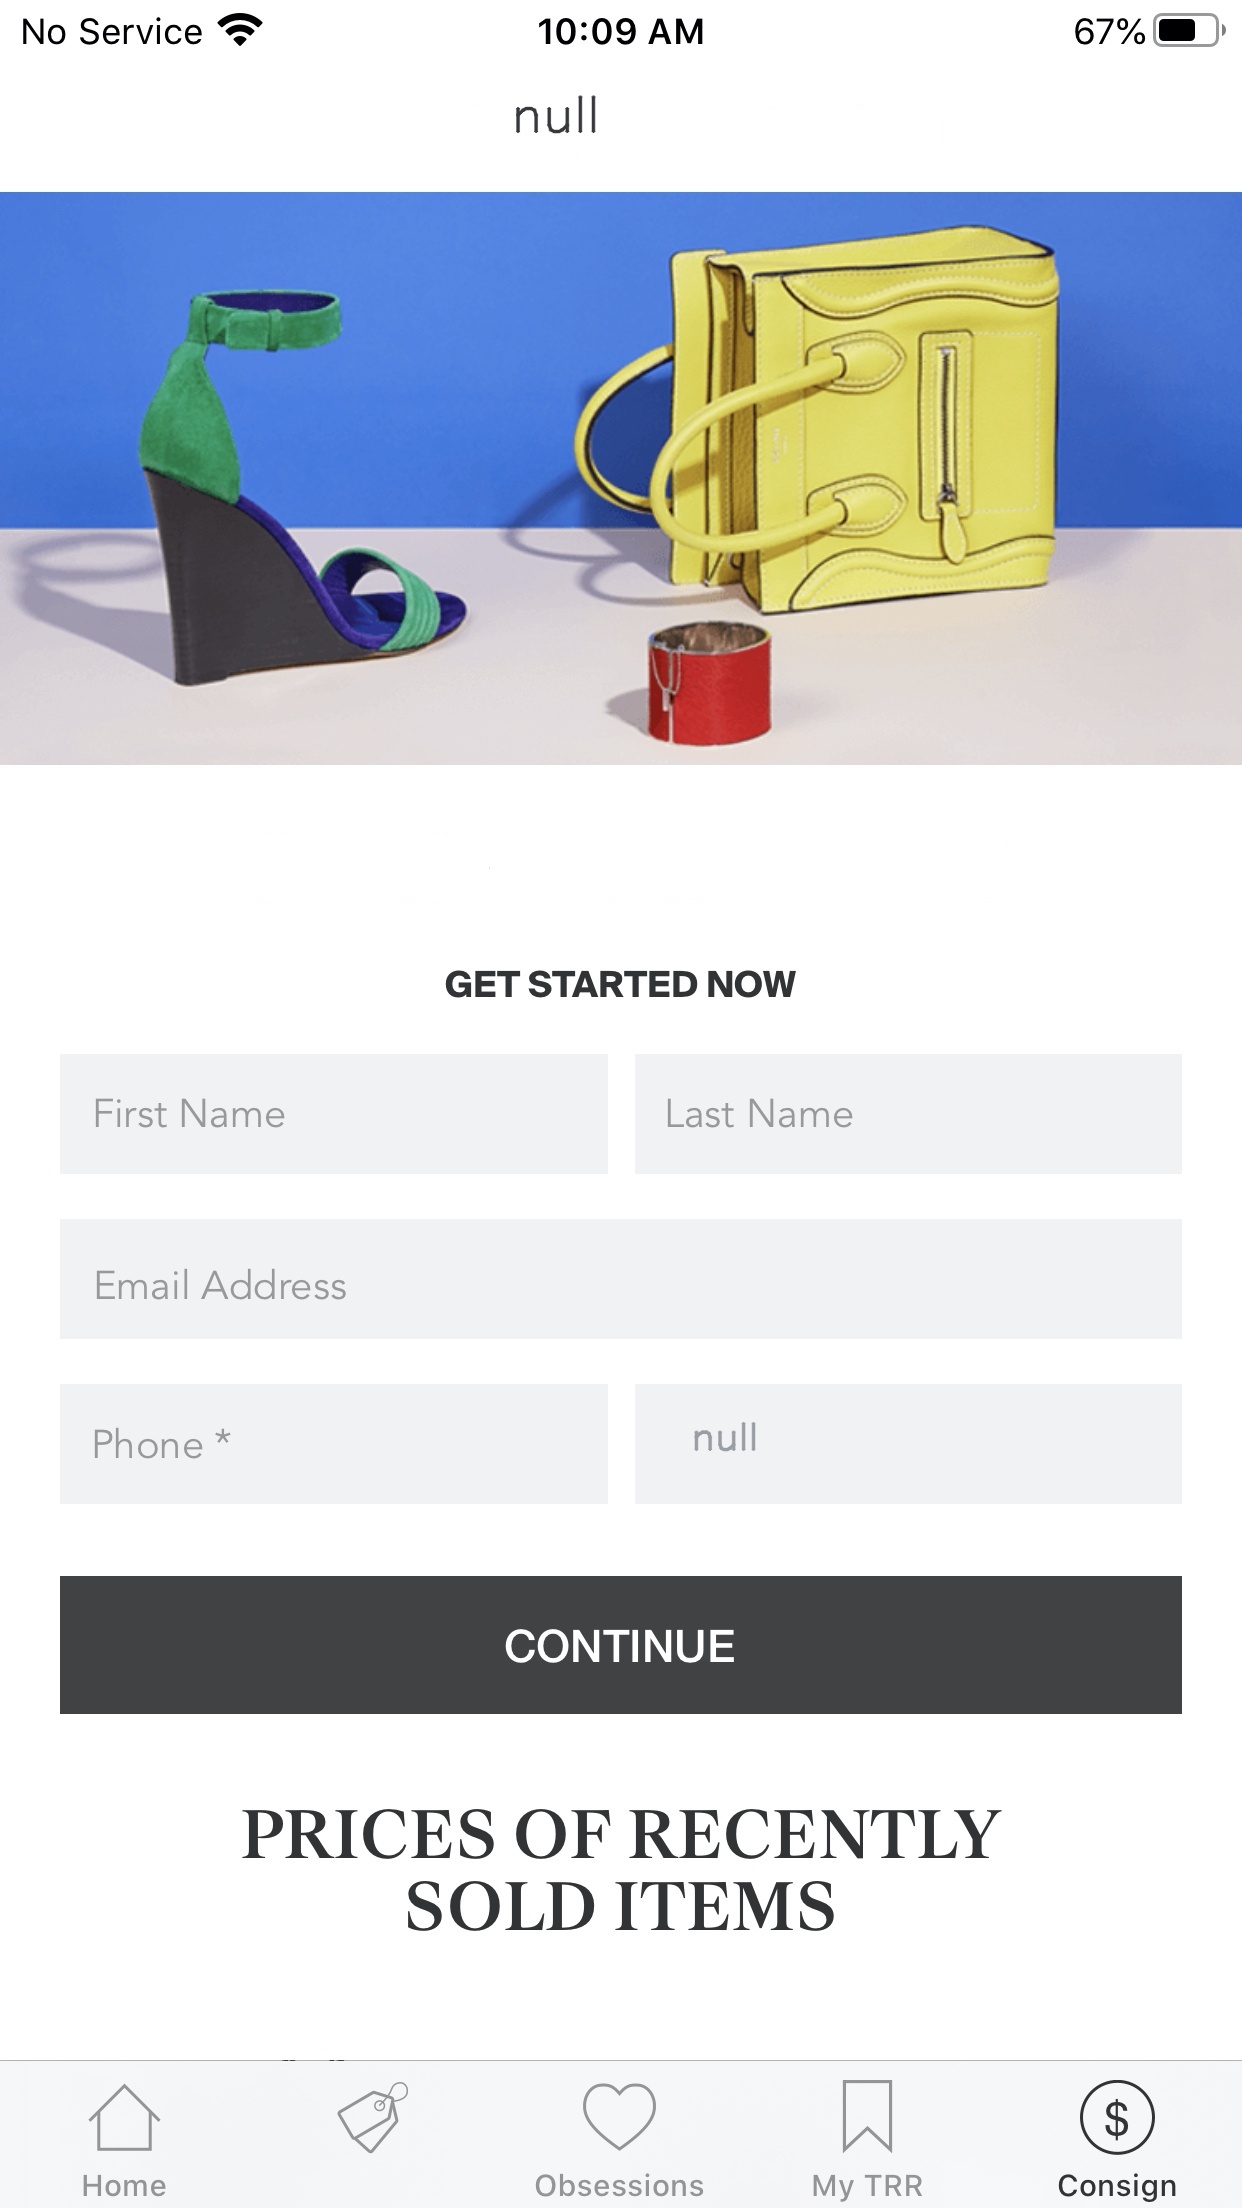 No Service 10:09 AM 67%
null
GET STARTED NOW
First Name Last Name
Email Address
Phone * null
CONTINUE
PRICES OF RECENTLY
SOLD ITEMS
$
Home Obsessions My TRR Consign